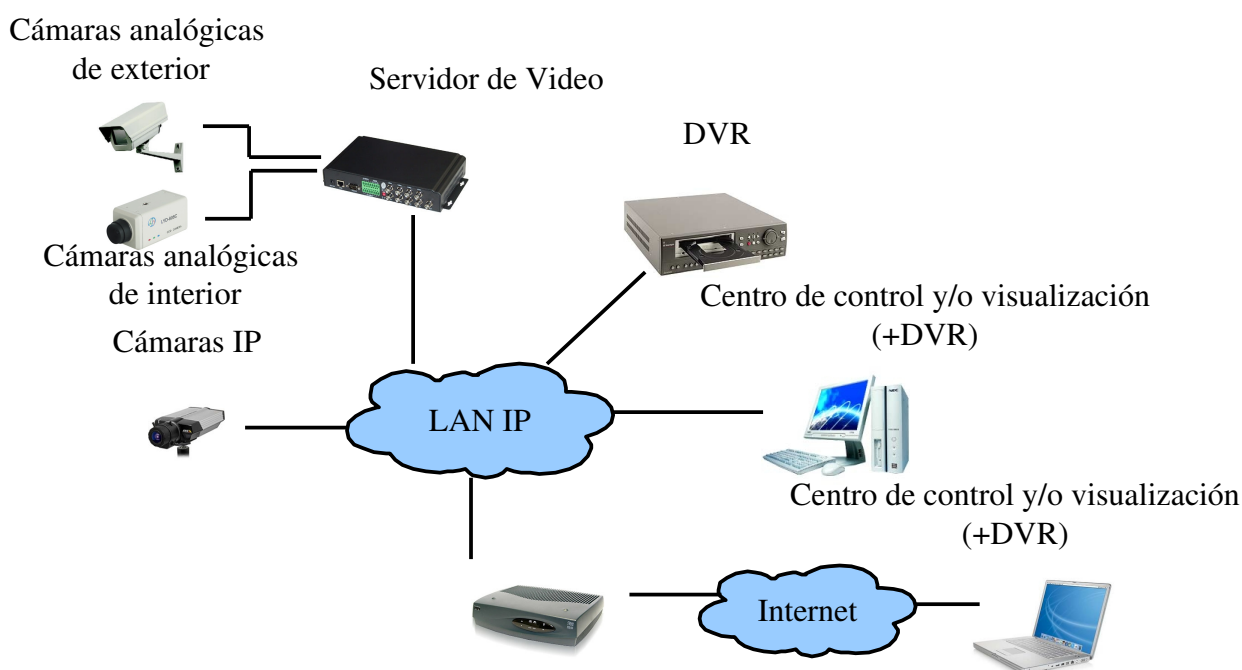 Cámaras analógicas
de exterior
Servidor de Video
DVR
Cámaras analógicas
de interior
Centro de control y/o visualización
(+DVR)
Cámaras IP
LAN IP
Centro de control y/o visualización
(+DVR)
Internet